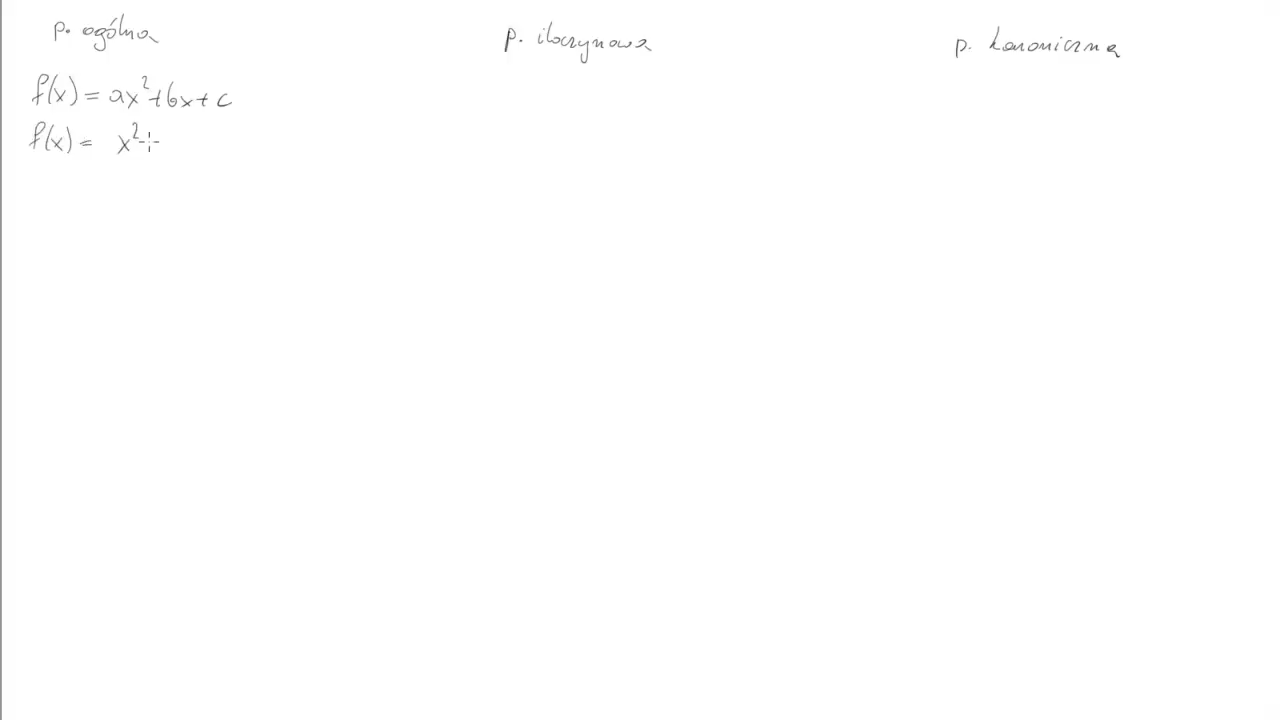 p. ogólna
p. iloczynowa
p. kanoniczna
f(x) = ax²+bx+c
f(x) = x²+